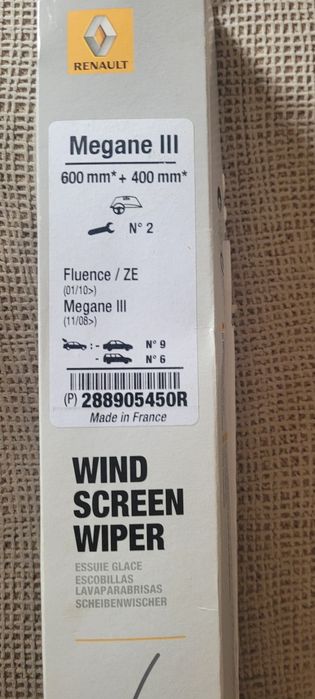 RENAULT
Megane III
600 mm* + 400 mm*
N° 2
Fluence / ZE
(01/10>)
Megane III
(11/08>)
: - N° 9
- N° 6
(P) 288905450R
Made in France
WIND
SCREEN
WIPER
ESSUIE GLACE
ESCOBILLAS
LAVAPARABRISAS
SCHEIBENWISCHER